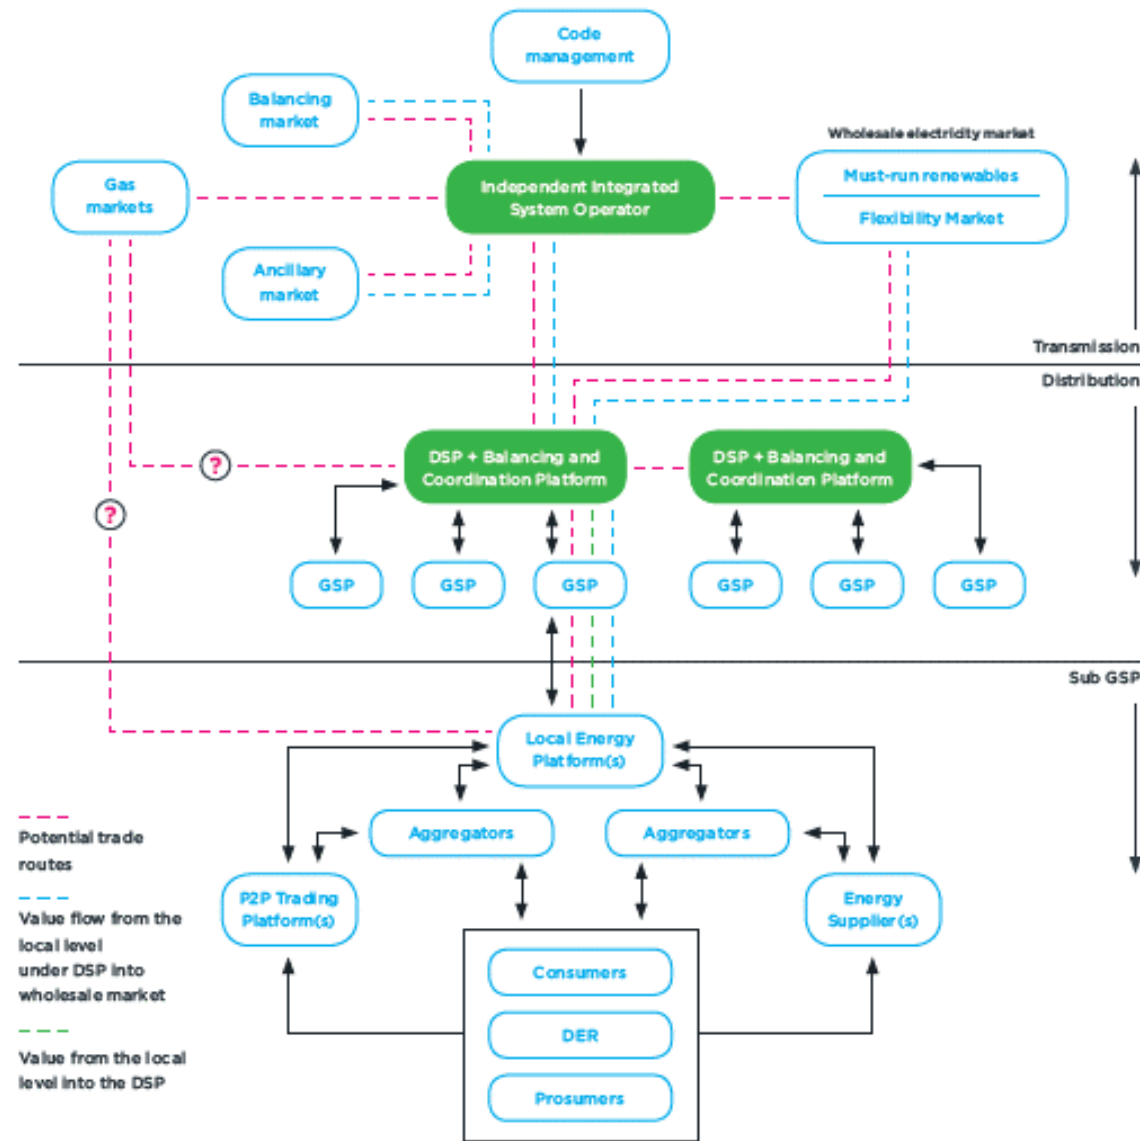 Code
management
Balancing
market
Wholesale electricity market
Gas
markets
Independent Integrated
System Operator
Must-run renewables
Flexibility Market
Ancillary
market
Transmission
Distribution
DSP + Balancing and
Coordination Platform
DSP + Balancing and
Coordination Platform
?
?
GSP
GSP
GSP
GSP
GSP
GSP
Sub GSP
Local Energy
Platform(s)
Aggregators
Aggregators
P2P Trading
Platform(s)
Energy
Supplier(s)
Consumers
DER
Prosumers
Potential trade
routes
Value flow from the
local level
under DSP into
wholesale market
Value from the local
level into the DSP